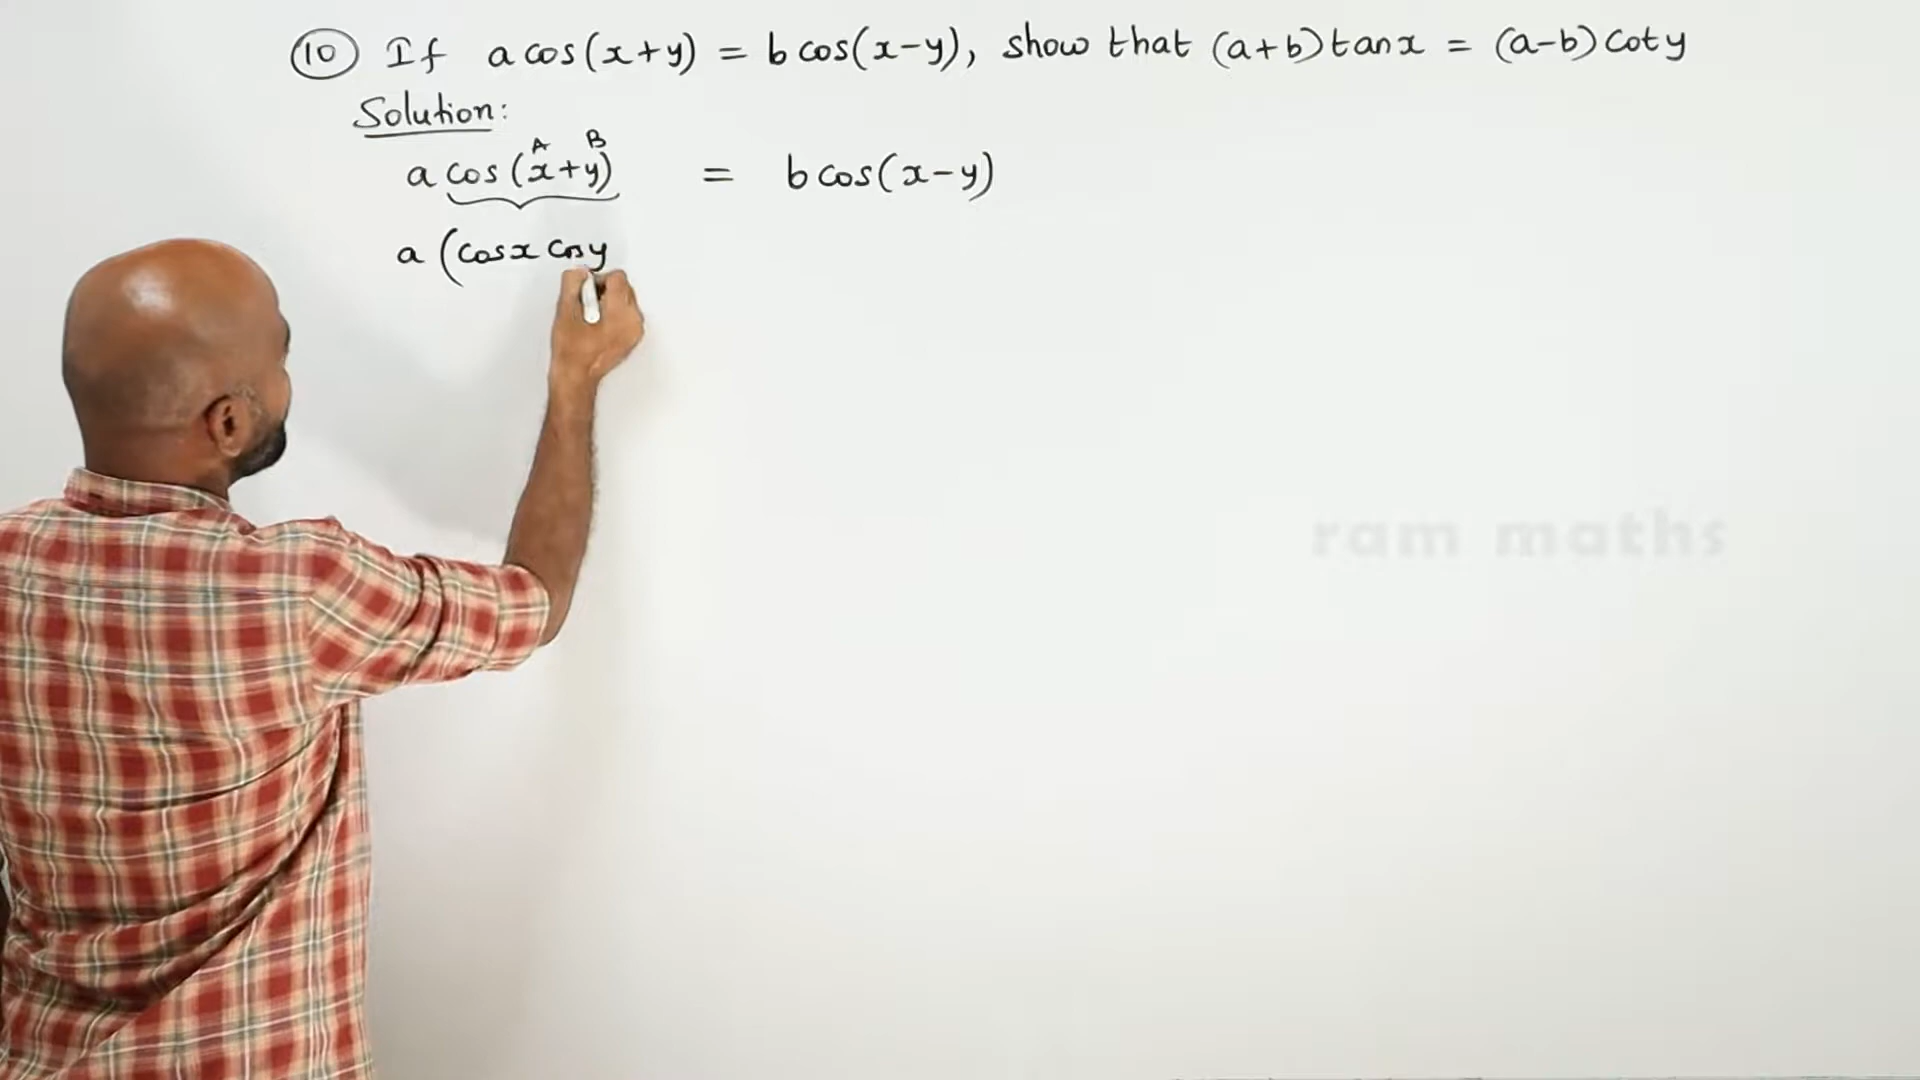 10 If a cos(x+y) = b cos(x-y), show that (a+b) tan x = (a-b) cot y
Solution:
A B
a cos (x+y) = b cos(x-y)
a (cos x cos y
ram maths